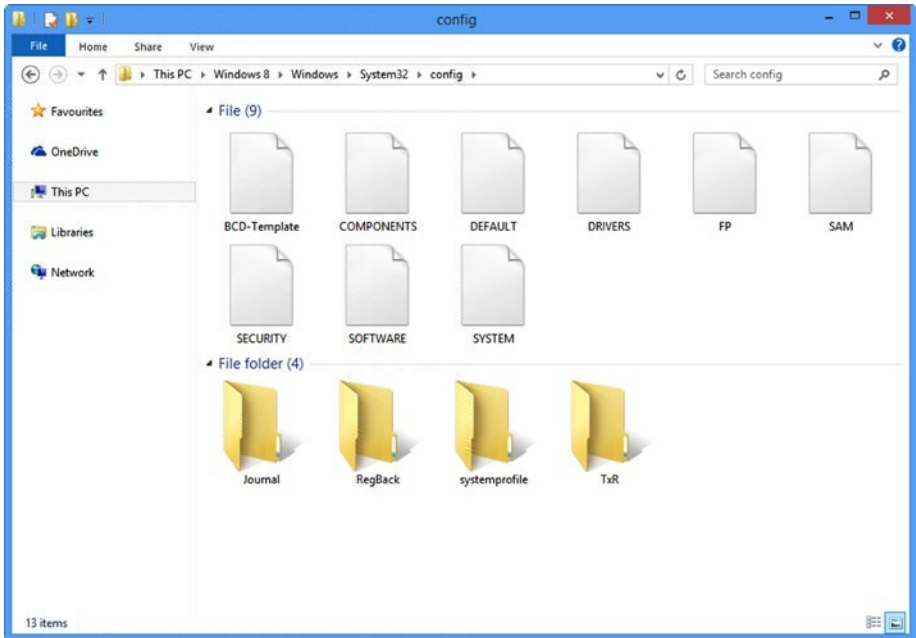 config
File Home Share View
This PC Windows 8 Windows System32 config
Search config
Favourites
OneDrive
This PC
Libraries
Network
File (9)
BCD-Template COMPONENTS DEFAULT DRIVERS FP SAM
SECURITY SOFTWARE SYSTEM
File folder (4)
Journal RegBack systemprofile TxR
13 items